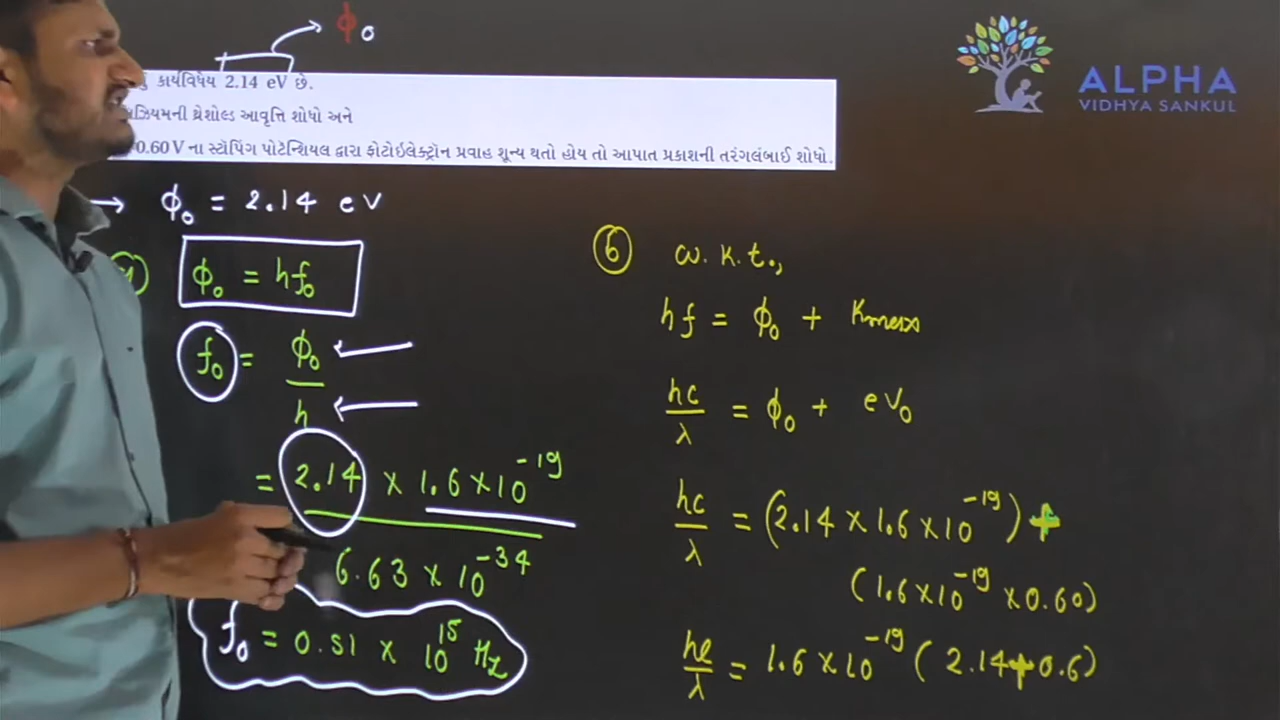 ϕ₀
ALPHA
VIDHYA SANKUL
કાર્યવિધેય 2.14 eV છે.
થ્રેશોલ્ડ આવૃત્તિ શોધો અને
0.60 V ના સ્ટૉપિંગ પોટેન્શિયલ દ્વારા ફોટોઇલેક્ટ્રૉન પ્રવાહ શૂન્ય થતો હોય તો આપાત પ્રકાશની તરંગલંબાઈ શોધો.
→ ϕ₀ = 2.14 eV
ϕ₀ = hf₀
f₀ = ϕ₀ / h
= 2.14 × 1.6 × 10⁻¹⁹ / 6.63 × 10⁻³⁴
f₀ = 0.51 × 10¹⁵ Hz
w.k.t.,
hf = ϕ₀ + Kmax
hc/λ = ϕ₀ + eV₀
hc/λ = (2.14 × 1.6 × 10⁻¹⁹) +
(1.6 × 10⁻¹⁹ × 0.60)
hc/λ = 1.6 × 10⁻¹⁹ (2.14 + 0.6)